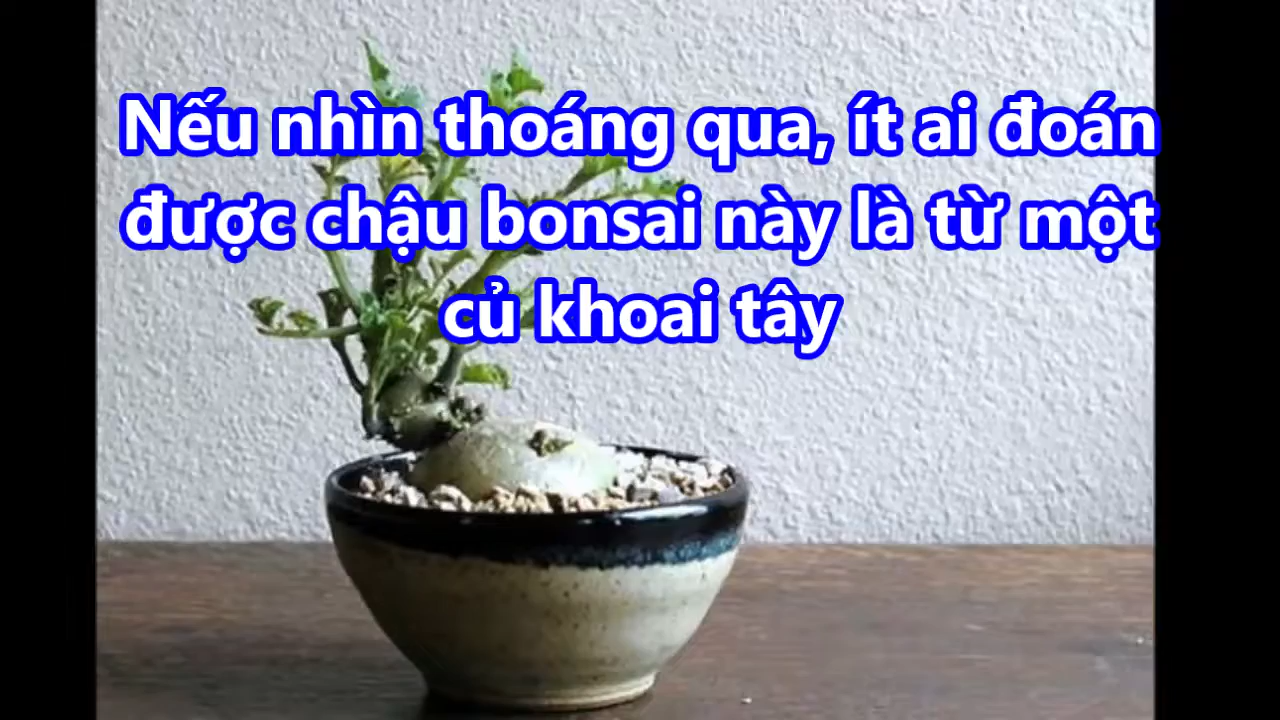 Nếu nhìn thoáng qua, ít ai đoán
được chậu bonsai này là từ một
củ khoai tây